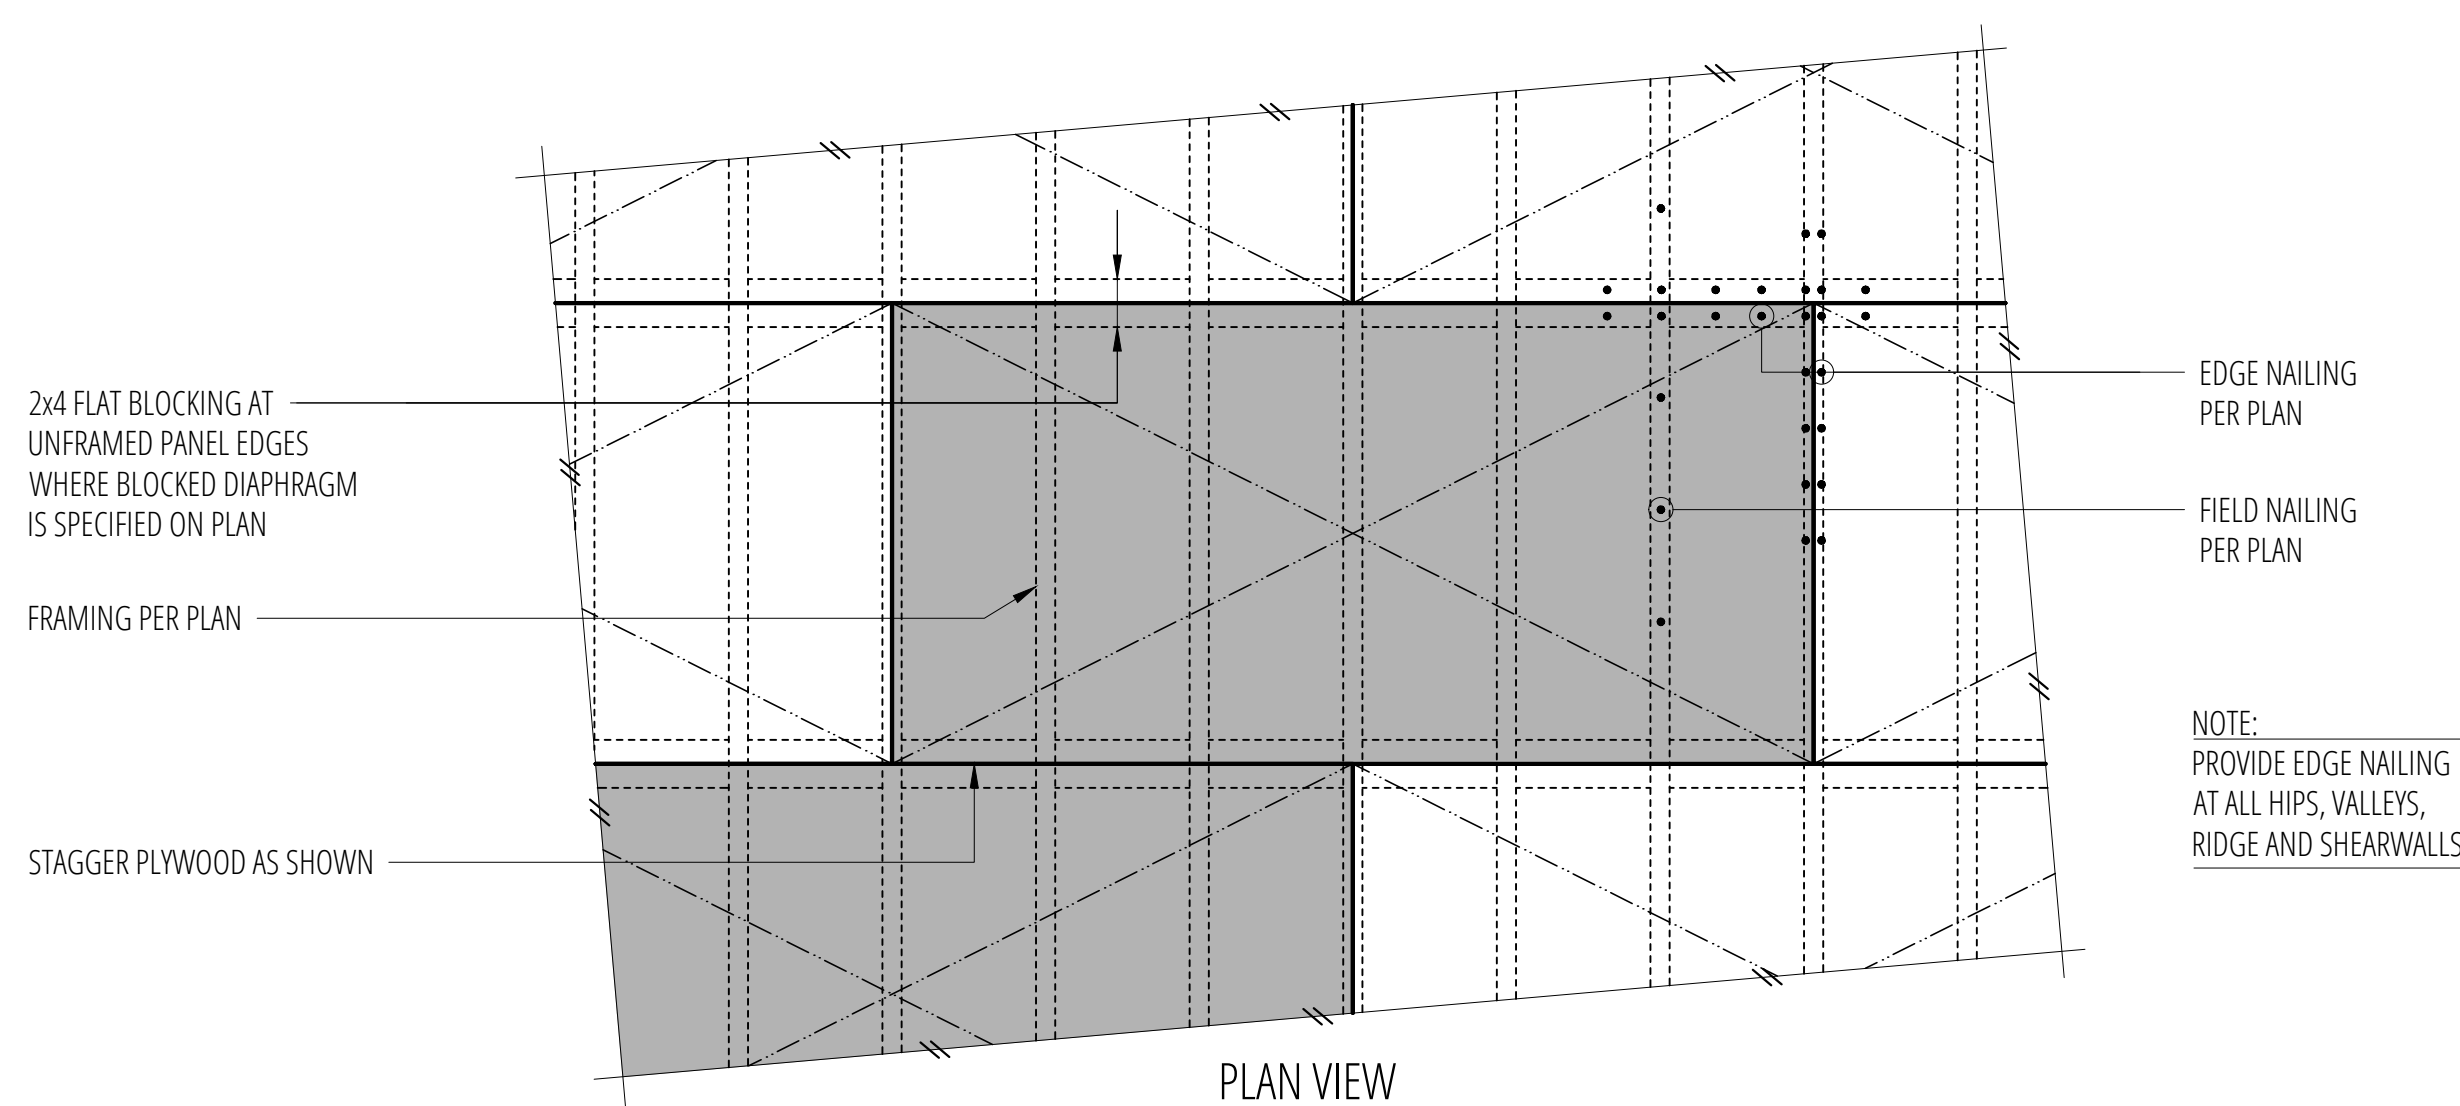 2x4 FLAT BLOCKING AT
UNFRAMED PANEL EDGES
WHERE BLOCKED DIAPHRAGM
IS SPECIFIED ON PLAN
FRAMING PER PLAN
STAGGER PLYWOOD AS SHOWN
EDGE NAILING
PER PLAN
FIELD NAILING
PER PLAN
NOTE:
PROVIDE EDGE NAILING
AT ALL HIPS, VALLEYS,
RIDGE AND SHEARWALLS
PLAN VIEW